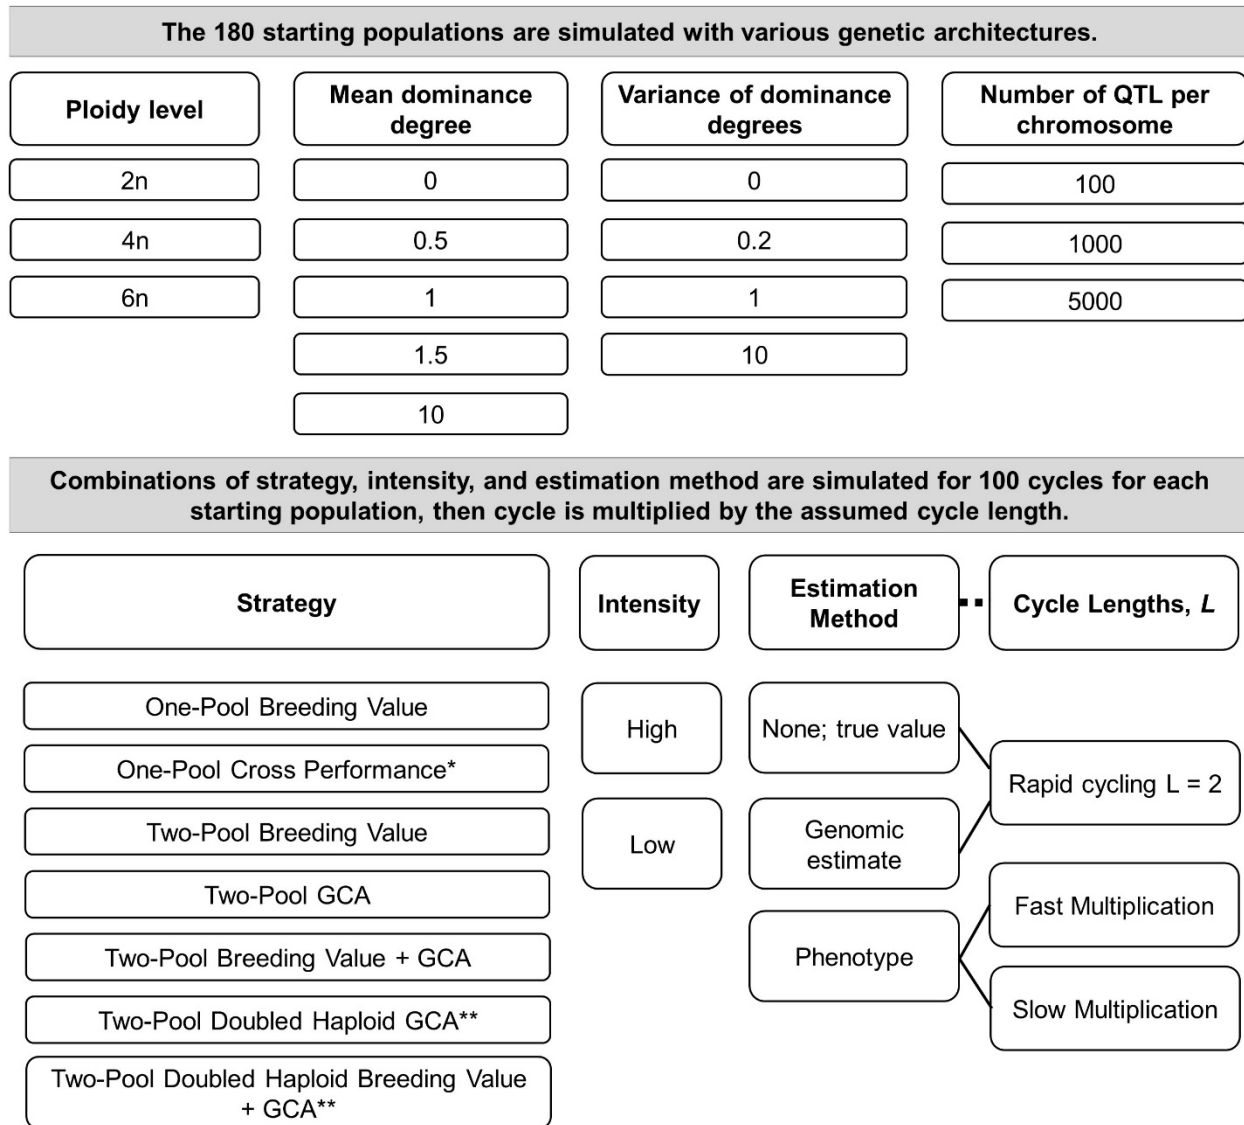 The 180 starting populations are simulated with various genetic architectures.
Ploidy level
Mean dominance
degree
Variance of dominance
degrees
Number of QTL per
chromosome
2n
0
0
100
4n
0.5
0.2
1000
6n
1
1
5000
1.5
10
10
Combinations of strategy, intensity, and estimation method are simulated for 100 cycles for each
starting population, then cycle is multiplied by the assumed cycle length.
Strategy
Intensity
Estimation
Method
Cycle Lengths, L
One-Pool Breeding Value
One-Pool Cross Performance*
Two-Pool Breeding Value
Two-Pool GCA
Two-Pool Breeding Value + GCA
Two-Pool Doubled Haploid GCA**
Two-Pool Doubled Haploid Breeding Value
+ GCA**
High
Low
None; true value
Genomic
estimate
Phenotype
Rapid cycling L = 2
Fast Multiplication
Slow Multiplication